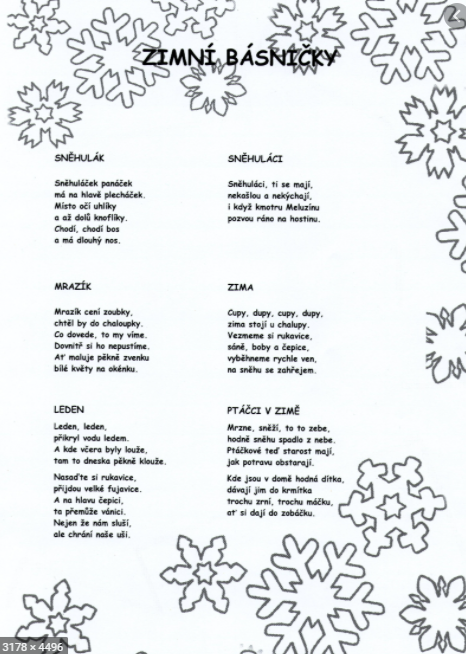 ZIMNÍ BÁSNIČKY
SNĚHULÁK
Sněhuláček panáček
má na hlavě plecháček.
Místo očí uhlíky
a až dolů knoflíky.
Chodí, chodí bos
a má dlouhý nos.
SNĚHULÁCI
Sněhuláci, ti se mají,
nekašlou a nekýchají,
i když kmotru Meluzínu
pozvou ráno na hostinu.
MRAZÍK
Mrazík cení zoubky,
chtěl by do chaloupky.
Co dovede, to my víme.
Dovnitř si ho nepustíme.
Ať maluje pěkně zvenku
bílé květy na okénku.
ZIMA
Cupy, dupy, cupy, dupy,
zima stojí u chalupy.
Vezmeme si rukavice,
sáně, boby a čepice,
vyběhneme rychle ven,
na sněhu se zahřejem.
LEDEN
Leden, leden,
přikryl vodu ledem.
A kde včera byly louže,
tam to dneska pěkně klouže.
Nasaďte si rukavice,
přijdou velké fujavice.
A na hlavu čepici,
ta přemůže vánici.
Nejen že nám sluší,
ale chrání naše uši.
PTÁČCI V ZIMĚ
Mrzne, sněží, to to zebe,
hodně sněhu spadlo z nebe.
Ptáčkové teď starost mají,
jak potravu obstarají.
Kde jsou v domě hodná dítka,
dávají jim do krmítka
trochu zrní, trochu máčku,
ať si dají do zobáčku.
3178 × 4496